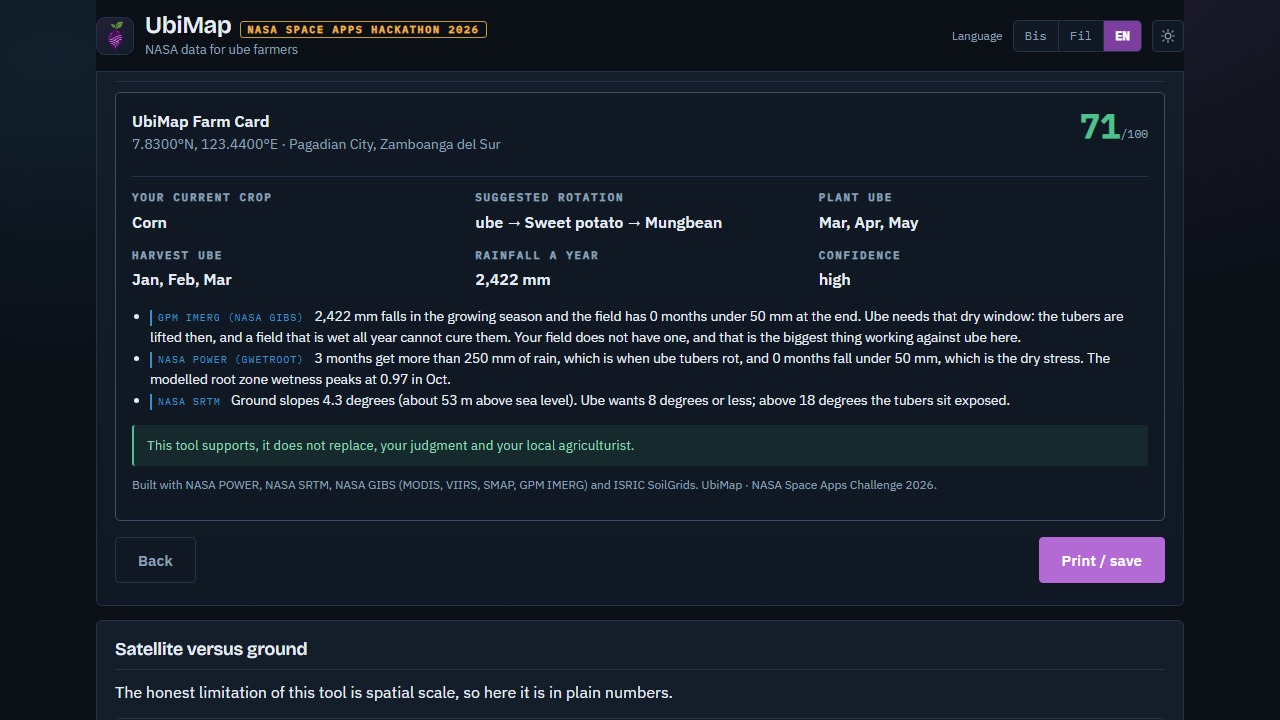 UbiMap NASA SPACE APPS HACKATHON 2026
NASA data for ube farmers
Language Bis Fil EN
UbiMap Farm Card
7.8300°N, 123.4400°E · Pagadian City, Zamboanga del Sur
71/100
YOUR CURRENT CROP
Corn
SUGGESTED ROTATION
ube → Sweet potato → Mungbean
PLANT UBE
Mar, Apr, May
HARVEST UBE
Jan, Feb, Mar
RAINFALL A YEAR
2,422 mm
CONFIDENCE
high
• GPM IMERG (NASA GIBS) 2,422 mm falls in the growing season and the field has 0 months under 50 mm at the end. Ube needs that dry window: the tubers are
lifted then, and a field that is wet all year cannot cure them. Your field does not have one, and that is the biggest thing working against ube here.
• NASA POWER (GWETROOT) 3 months get more than 250 mm of rain, which is when ube tubers rot, and 0 months fall under 50 mm, which is the dry stress. The
modelled root zone wetness peaks at 0.97 in Oct.
• NASA SRTM Ground slopes 4.3 degrees (about 53 m above sea level). Ube wants 8 degrees or less; above 18 degrees the tubers sit exposed.
This tool supports, it does not replace, your judgment and your local agriculturist.
Built with NASA POWER, NASA SRTM, NASA GIBS (MODIS, VIIRS, SMAP, GPM IMERG) and ISRIC SoilGrids. UbiMap · NASA Space Apps Challenge 2026.
Back
Print / save
Satellite versus ground
The honest limitation of this tool is spatial scale, so here it is in plain numbers.